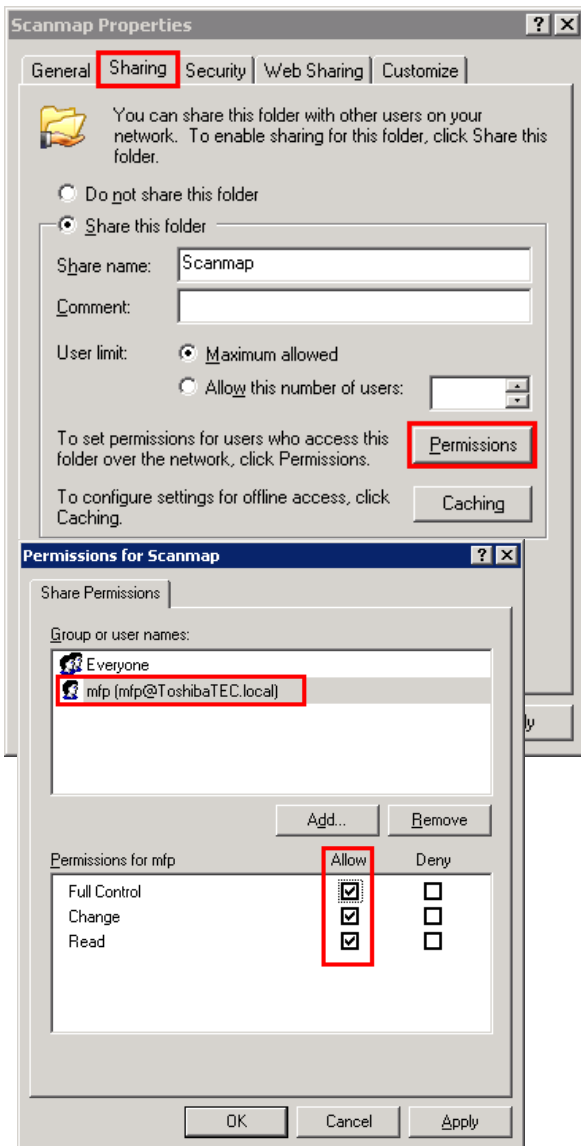 Scanmap Properties
General Sharing Security Web Sharing Customize
You can share this folder with other users on your
network. To enable sharing for this folder, click Share this
folder.
Do not share this folder
Share this folder
Share name: Scanmap
Comment:
User limit: Maximum allowed
Allow this number of users:
To set permissions for users who access this
folder over the network, click Permissions.
Permissions
To configure settings for offline access, click
Caching.
Caching
Permissions for Scanmap
Share Permissions
Group or user names:
Everyone
mfp (mfp@ToshibaTEC.local)
Add... Remove
Permissions for mfp Allow Deny
Full Control
Change
Read
OK Cancel Apply